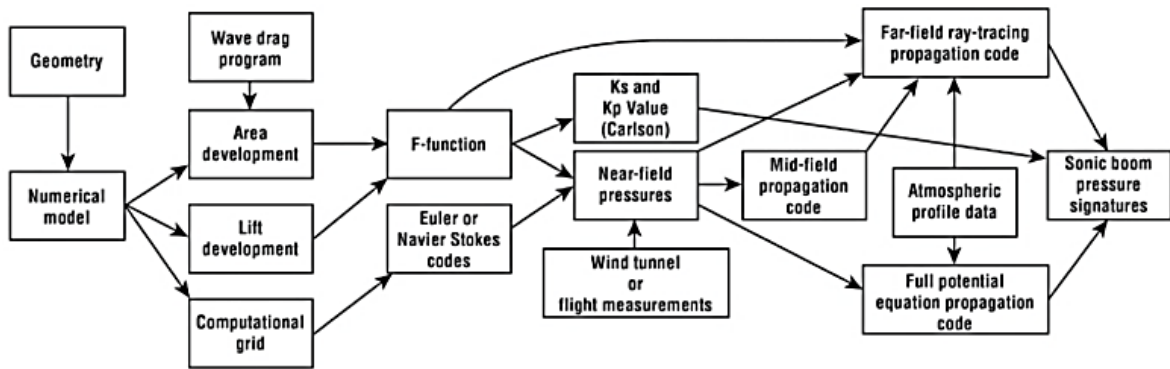 Geometry
Numerical
model
Wave drag
program
Area
development
Lift
development
Computational
grid
F-function
Euler or
Navier Stokes
codes
Ks and
Kp Value
(Carlson)
Near-field
pressures
Wind tunnel
or
flight measurements
Mid-field
propagation
code
Far-field ray-tracing
propagation code
Atmospheric
profile data
Full potential
equation propagation
code
Sonic boom
pressure
signatures